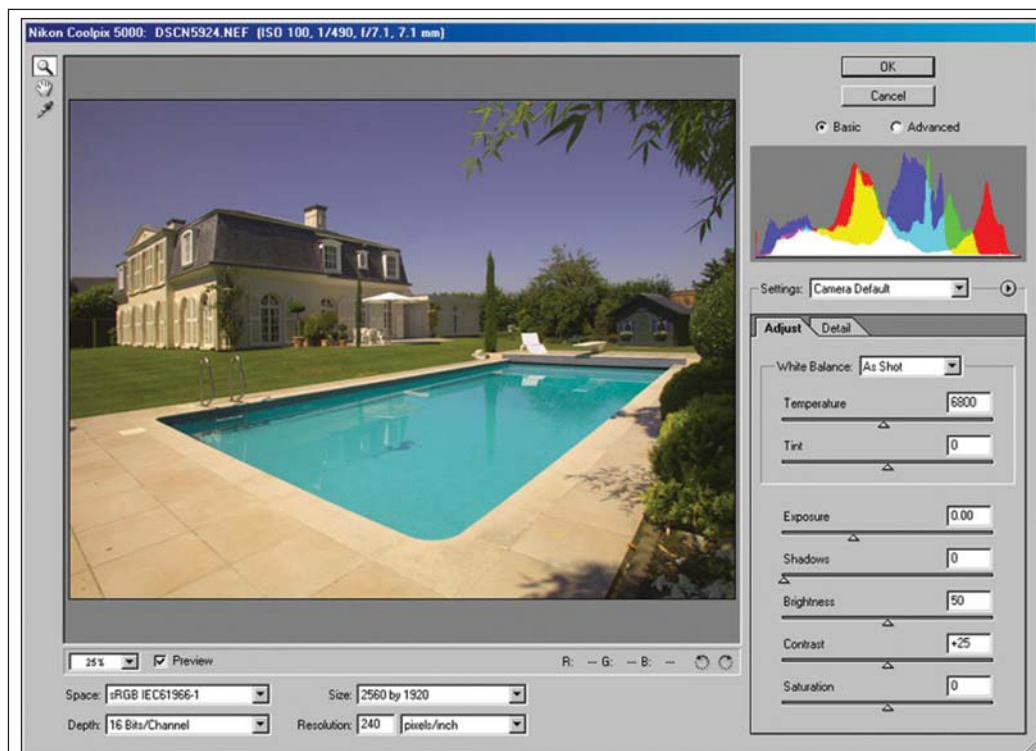 Nikon Coolpix 5000: DSCN5924.NEF (ISO 100, 1/490, f/7.1, 7.1 mm)
OK
Cancel
Basic Advanced
Settings: Camera Default
Adjust Detail
White Balance: As Shot
Temperature 6800
Tint 0
Exposure 0.00
Shadows 0
Brightness 50
Contrast +25
Saturation 0
25% Preview R: -- G: -- B: --
Space: sRGB IEC61966-1 Size: 2560 by 1920
Depth: 16 Bits/Channel Resolution: 240 pixels/inch